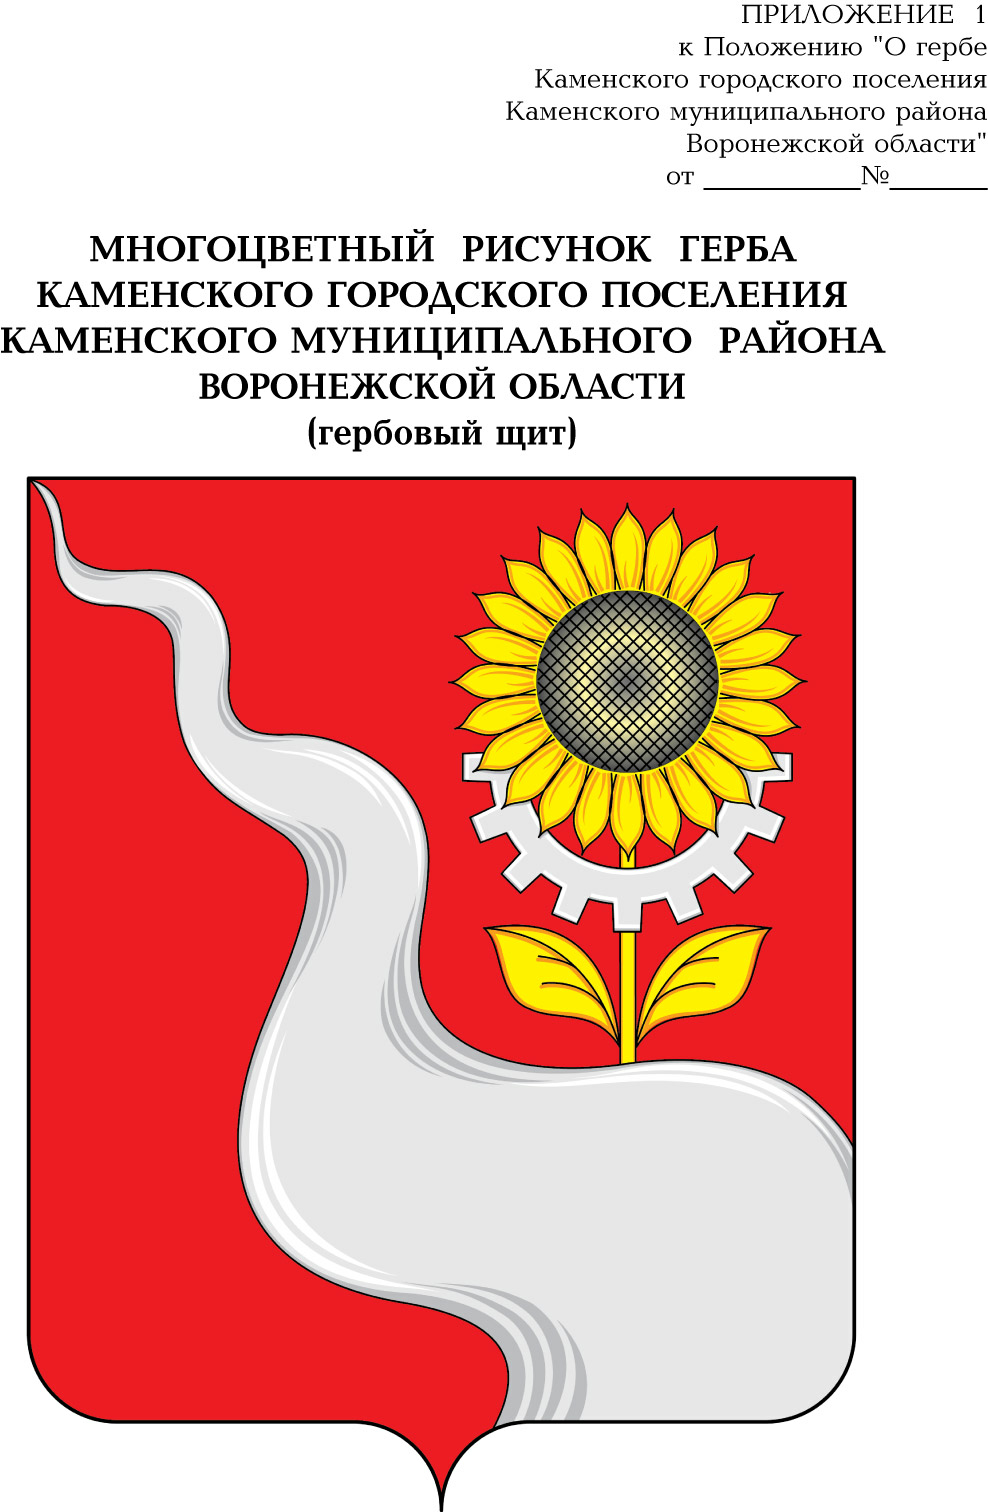 ПРИЛОЖЕНИЕ 1
к Положению "О гербе
Каменского городского поселения
Каменского муниципального района
Воронежской области"
от ____________№_______
МНОГОЦВЕТНЫЙ РИСУНОК ГЕРБА
КАМЕНСКОГО ГОРОДСКОГО ПОСЕЛЕНИЯ
КАМЕНСКОГО МУНИЦИПАЛЬНОГО РАЙОНА
ВОРОНЕЖСКОЙ ОБЛАСТИ
(гербовый щит)